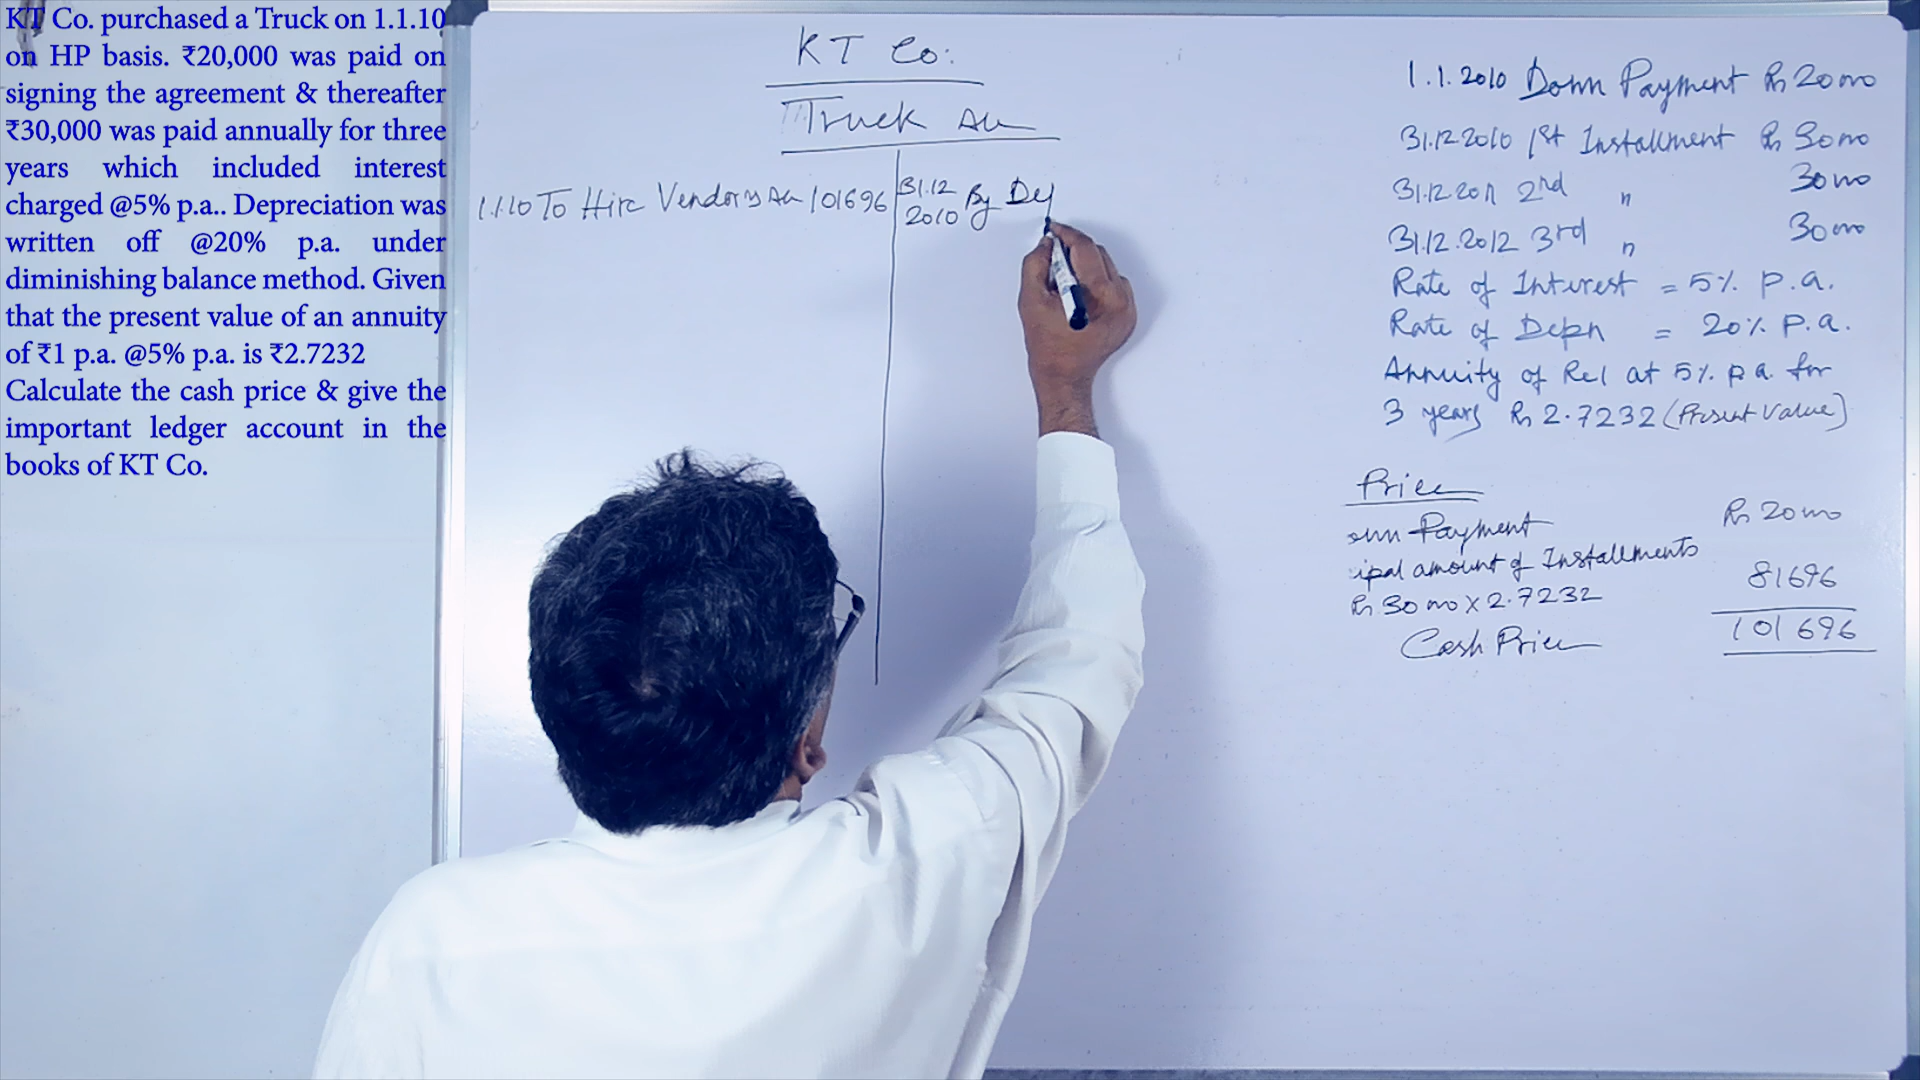 KT Co. purchased a Truck on 1.1.10
on HP basis. ₹20,000 was paid on
signing the agreement & thereafter
₹30,000 was paid annually for three
years which included interest
charged @5% p.a.. Depreciation was
written off @20% p.a. under
diminishing balance method. Given
that the present value of an annuity
of ₹1 p.a. @5% p.a. is ₹2.7232
Calculate the cash price & give the
important ledger account in the
books of KT Co.
KT Co:
Truck A/c
1.1.10 To Hire Vendor's A/c 101696
31.12 2010 By Dep
1.1.2010 Down Payment Rs 20000
31.12.2010 1st Installment Rs 30000
31.12.2011 2nd " 30000
31.12.2012 3rd " 30000
Rate of Interest = 5% p.a.
Rate of Depn = 20% p.a.
Annuity of Re1 at 5% p.a. for
3 years Rs 2.7232 (Present Value)
Price
own Payment Rs 20000
ipal amount of Installments
Rs 30000 x 2.7232 81696
Cash Price 101696